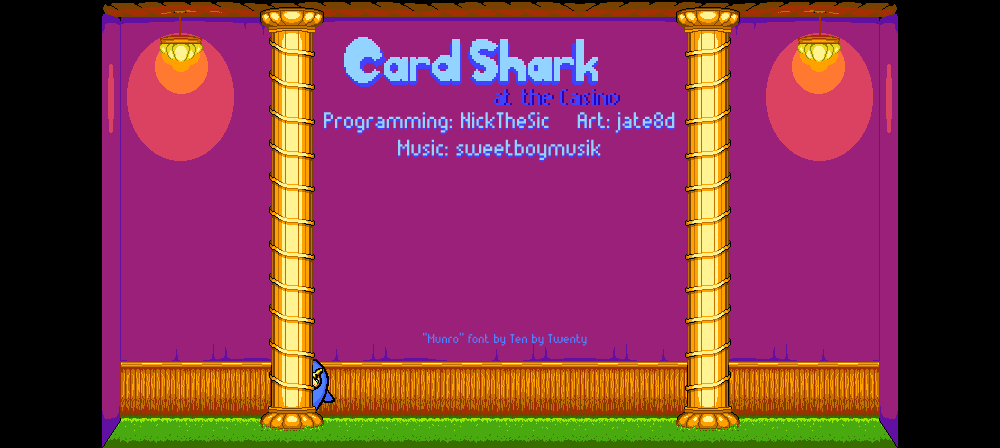 Card Shark
at the Casino
Programming: NickTheSic Art: jate8d
Music: sweetboymusik
"Munro" font by Ten by Twenty